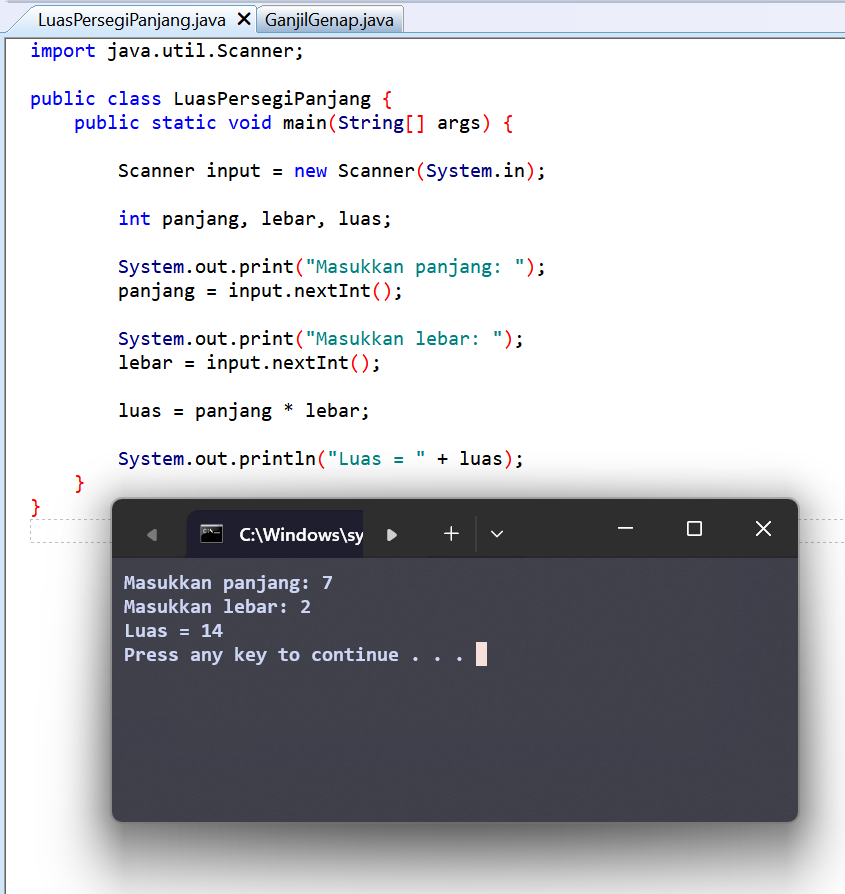 LuasPersegiPanjang.java
GanjilGenap.java
import java.util.Scanner;
public class LuasPersegiPanjang {
public static void main(String[] args) {
Scanner input = new Scanner(System.in);
int panjang, lebar, luas;
System.out.print("Masukkan panjang: ");
panjang = input.nextInt();
System.out.print("Masukkan lebar: ");
lebar = input.nextInt();
luas = panjang * lebar;
System.out.println("Luas = " + luas);
}
}
C:\Windows\sy
Masukkan panjang: 7
Masukkan lebar: 2
Luas = 14
Press any key to continue . . .